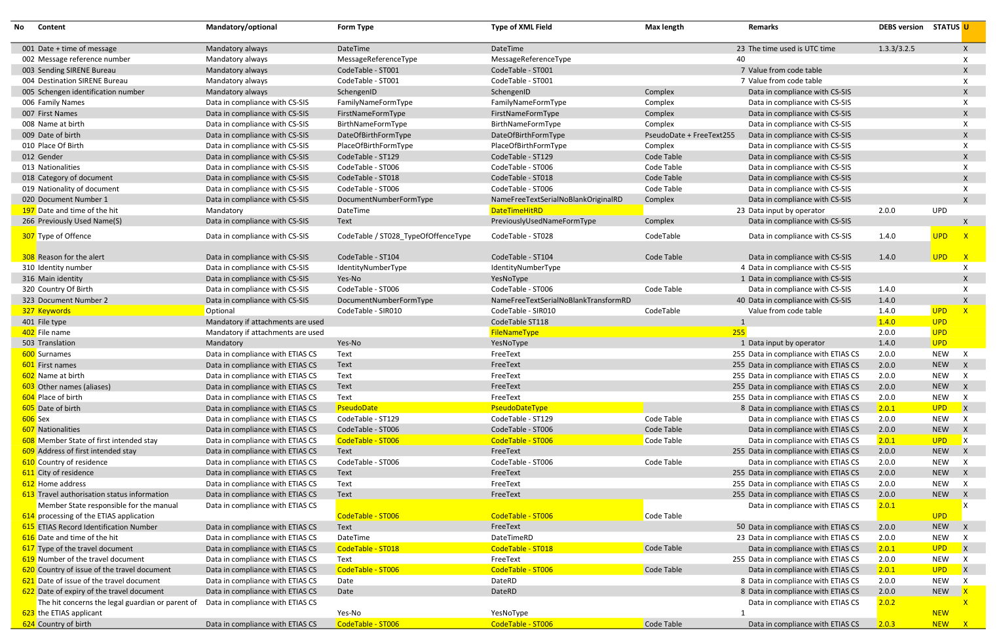 No Content Mandatory/optional Form Type Type of XML Field Max length Remarks DEBS version STATUS U
001 Date + time of message Mandatory always DateTime DateTime 23 The time used is UTC time 1.3.3/3.2.5 X
002 Message reference number Mandatory always MessageReferenceType MessageReferenceType 40 X
003 Sending SIRENE Bureau Mandatory always CodeTable - ST001 CodeTable - ST001 7 Value from code table X
004 Destination SIRENE Bureau Mandatory always CodeTable - ST001 CodeTable - ST001 7 Value from code table X
005 Schengen identification number Mandatory always SchengenID SchengenID Complex Data in compliance with CS-SIS X
006 Family Names Data in compliance with CS-SIS FamilyNameFormType FamilyNameFormType Complex Data in compliance with CS-SIS X
007 First Names Data in compliance with CS-SIS FirstNameFormType FirstNameFormType Complex Data in compliance with CS-SIS X
008 Name at birth Data in compliance with CS-SIS BirthNameFormType BirthNameFormType Complex Data in compliance with CS-SIS X
009 Date of birth Data in compliance with CS-SIS DateOfBirthFormType DateOfBirthFormType PseudoDate + FreeText255 Data in compliance with CS-SIS X
010 Place Of Birth Data in compliance with CS-SIS PlaceOfBirthFormType PlaceOfBirthFormType Complex Data in compliance with CS-SIS X
012 Gender Data in compliance with CS-SIS CodeTable - ST129 CodeTable - ST129 Code Table Data in compliance with CS-SIS X
013 Nationalities Data in compliance with CS-SIS CodeTable - ST006 CodeTable - ST006 Code Table Data in compliance with CS-SIS X
018 Category of document Data in compliance with CS-SIS CodeTable - ST018 CodeTable - ST018 Code Table Data in compliance with CS-SIS X
019 Nationality of document Data in compliance with CS-SIS CodeTable - ST006 CodeTable - ST006 Code Table Data in compliance with CS-SIS X
020 Document Number 1 Data in compliance with CS-SIS DocumentNumberFormType NameFreeTextSerialNoBlankOriginalRD Complex Data in compliance with CS-SIS X
197 Date and time of the hit Mandatory DateTime DateTimeHitRD 23 Data input by operator 2.0.0 UPD
266 Previously Used Name(S) Data in compliance with CS-SIS Text PreviouslyUsedNameFormType Complex Data in compliance with CS-SIS X
307 Type of Offence Data in compliance with CS-SIS CodeTable / ST028_TypeOfOffenceType CodeTable - ST028 CodeTable Data in compliance with CS-SIS 1.4.0 UPD X
308 Reason for the alert Data in compliance with CS-SIS CodeTable - ST104 CodeTable - ST104 Code Table Data in compliance with CS-SIS 1.4.0 UPD X
310 Identity number Data in compliance with CS-SIS IdentityNumberType IdentityNumberType 4 Data in compliance with CS-SIS X
316 Main identity Data in compliance with CS-SIS Yes-No YesNoType 1 Data in compliance with CS-SIS X
320 Country Of Birth Data in compliance with CS-SIS CodeTable - ST006 CodeTable - ST006 Code Table Data in compliance with CS-SIS 1.4.0 X
323 Document Number 2 Data in compliance with CS-SIS DocumentNumberFormType NameFreeTextSerialNoBlankTransformRD 40 Data in compliance with CS-SIS 1.4.0 X
327 Keywords Optional CodeTable - SIR010 CodeTable - SIR010 CodeTable Value from code table 1.4.0 UPD X
401 File type Mandatory if attachments are used CodeTable ST118 1 1.4.0 UPD
402 File name Mandatory if attachments are used FileNameType 255 2.0.0 UPD
503 Translation Mandatory Yes-No YesNoType 1 Data input by operator 1.4.0 UPD
600 Surnames Data in compliance with ETIAS CS Text FreeText 255 Data in compliance with ETIAS CS 2.0.0 NEW X
601 First names Data in compliance with ETIAS CS Text FreeText 255 Data in compliance with ETIAS CS 2.0.0 NEW X
602 Name at birth Data in compliance with ETIAS CS Text FreeText 255 Data in compliance with ETIAS CS 2.0.0 NEW X
603 Other names (aliases) Data in compliance with ETIAS CS Text FreeText 255 Data in compliance with ETIAS CS 2.0.0 NEW X
604 Place of birth Data in compliance with ETIAS CS Text FreeText 255 Data in compliance with ETIAS CS 2.0.0 NEW X
605 Date of birth Data in compliance with ETIAS CS PseudoDate PseudoDateType 8 Data in compliance with ETIAS CS 2.0.1 UPD X
606 Sex Data in compliance with ETIAS CS CodeTable - ST129 CodeTable - ST129 Code Table Data in compliance with ETIAS CS 2.0.0 NEW X
607 Nationalities Data in compliance with ETIAS CS CodeTable - ST006 CodeTable - ST006 Code Table Data in compliance with ETIAS CS 2.0.0 NEW X
608 Member State of first intended stay Data in compliance with ETIAS CS CodeTable - ST006 CodeTable - ST006 Code Table Data in compliance with ETIAS CS 2.0.1 UPD X
609 Address of first intended stay Data in compliance with ETIAS CS Text FreeText 255 Data in compliance with ETIAS CS 2.0.0 NEW X
610 Country of residence Data in compliance with ETIAS CS CodeTable - ST006 CodeTable - ST006 Code Table Data in compliance with ETIAS CS 2.0.0 NEW X
611 City of residence Data in compliance with ETIAS CS Text FreeText 255 Data in compliance with ETIAS CS 2.0.0 NEW X
612 Home address Data in compliance with ETIAS CS Text FreeText 255 Data in compliance with ETIAS CS 2.0.0 NEW X
613 Travel authorisation status information Data in compliance with ETIAS CS Text FreeText 255 Data in compliance with ETIAS CS 2.0.0 NEW X
Member State responsible for the manual Data in compliance with ETIAS CS Data in compliance with ETIAS CS 2.0.1 X
614 processing of the ETIAS application CodeTable - ST006 CodeTable - ST006 Code Table UPD
615 ETIAS Record Identification Number Data in compliance with ETIAS CS Text FreeText 50 Data in compliance with ETIAS CS 2.0.0 NEW X
616 Date and time of the hit Data in compliance with ETIAS CS DateTime DateTimeRD 23 Data in compliance with ETIAS CS 2.0.0 NEW X
617 Type of the travel document Data in compliance with ETIAS CS CodeTable - ST018 CodeTable - ST018 Code Table Data in compliance with ETIAS CS 2.0.1 UPD X
619 Number of the travel document Data in compliance with ETIAS CS Text FreeText 255 Data in compliance with ETIAS CS 2.0.0 NEW X
620 Country of issue of the travel document Data in compliance with ETIAS CS CodeTable - ST006 CodeTable - ST006 Code Table Data in compliance with ETIAS CS 2.0.1 UPD X
621 Date of issue of the travel document Data in compliance with ETIAS CS Date DateRD 8 Data in compliance with ETIAS CS 2.0.0 NEW X
622 Date of expiry of the travel document Data in compliance with ETIAS CS Date DateRD 8 Data in compliance with ETIAS CS 2.0.0 NEW X
The hit concerns the legal guardian or parent of Data in compliance with ETIAS CS Data in compliance with ETIAS CS 2.0.2 X
623 the ETIAS applicant Yes-No YesNoType 1 NEW
624 Country of birth Data in compliance with ETIAS CS CodeTable - ST006 CodeTable - ST006 Code Table Data in compliance with ETIAS CS 2.0.3 NEW X